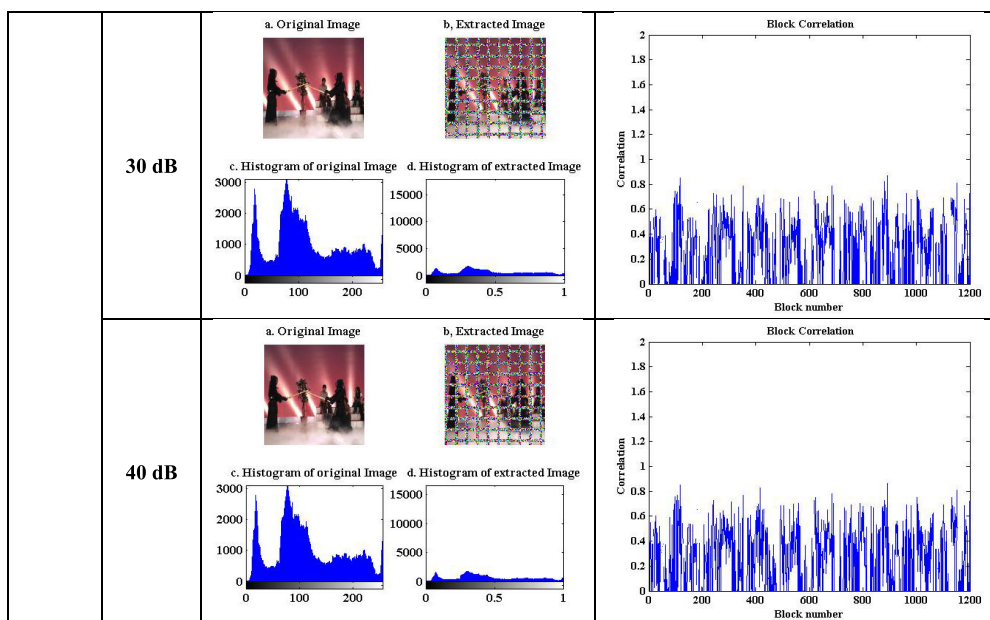 30 dB
a. Original Image
b, Extracted Image
c. Histogram of original Image
d. Histogram of extracted Image
3000
2000
1000
0
0 100 200
15000
10000
5000
0
0 0.5 1
Block Correlation
Correlation
2
1.8
1.6
1.4
1.2
1
0.8
0.6
0.4
0.2
0
0 200 400 600 800 1000 1200
Block number
40 dB
a. Original Image
b, Extracted Image
c. Histogram of original Image
d. Histogram of extracted Image
3000
2000
1000
0
0 100 200
15000
10000
5000
0
0 0.5 1
Block Correlation
Correlation
2
1.8
1.6
1.4
1.2
1
0.8
0.6
0.4
0.2
0
0 200 400 600 800 1000 1200
Block number